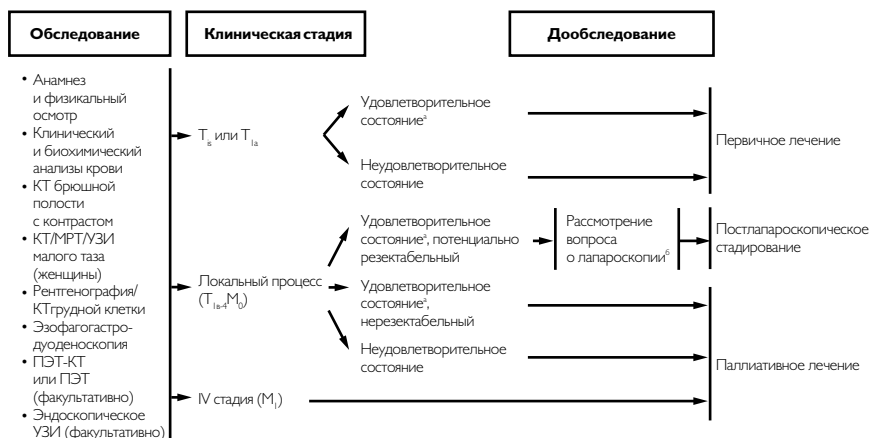 Обследование
Клиническая стадия
Дообследование
• Анамнез
и физикальный
осмотр
• Клинический
и биохимический
анализы крови
• КТ брюшной
полости
с контрастом
• КТ/МРТ/УЗИ
малого таза
(женщины)
• Рентгенография/
КТгрудной клетки
• Эзофагогастро-
дуоденоскопия
• ПЭТ-КТ
или ПЭТ
(факультативно)
• Эндоскопическое
УЗИ (факультативно)
Tis или T1a
Локальный процесс
(T1в-4M0)
IV стадия (M1)
Удовлетворительное
состояниеа
Неудовлетворительное
состояние
Удовлетворительное
состояниеа, потенциально
резектабельный
Удовлетворительное
состояниеа,
нерезектабельный
Неудовлетворительное
состояние
Рассмотрение
вопроса
о лапароскопииб
Первичное лечение
Постлапароскопическое
стадирование
Паллиативное лечение